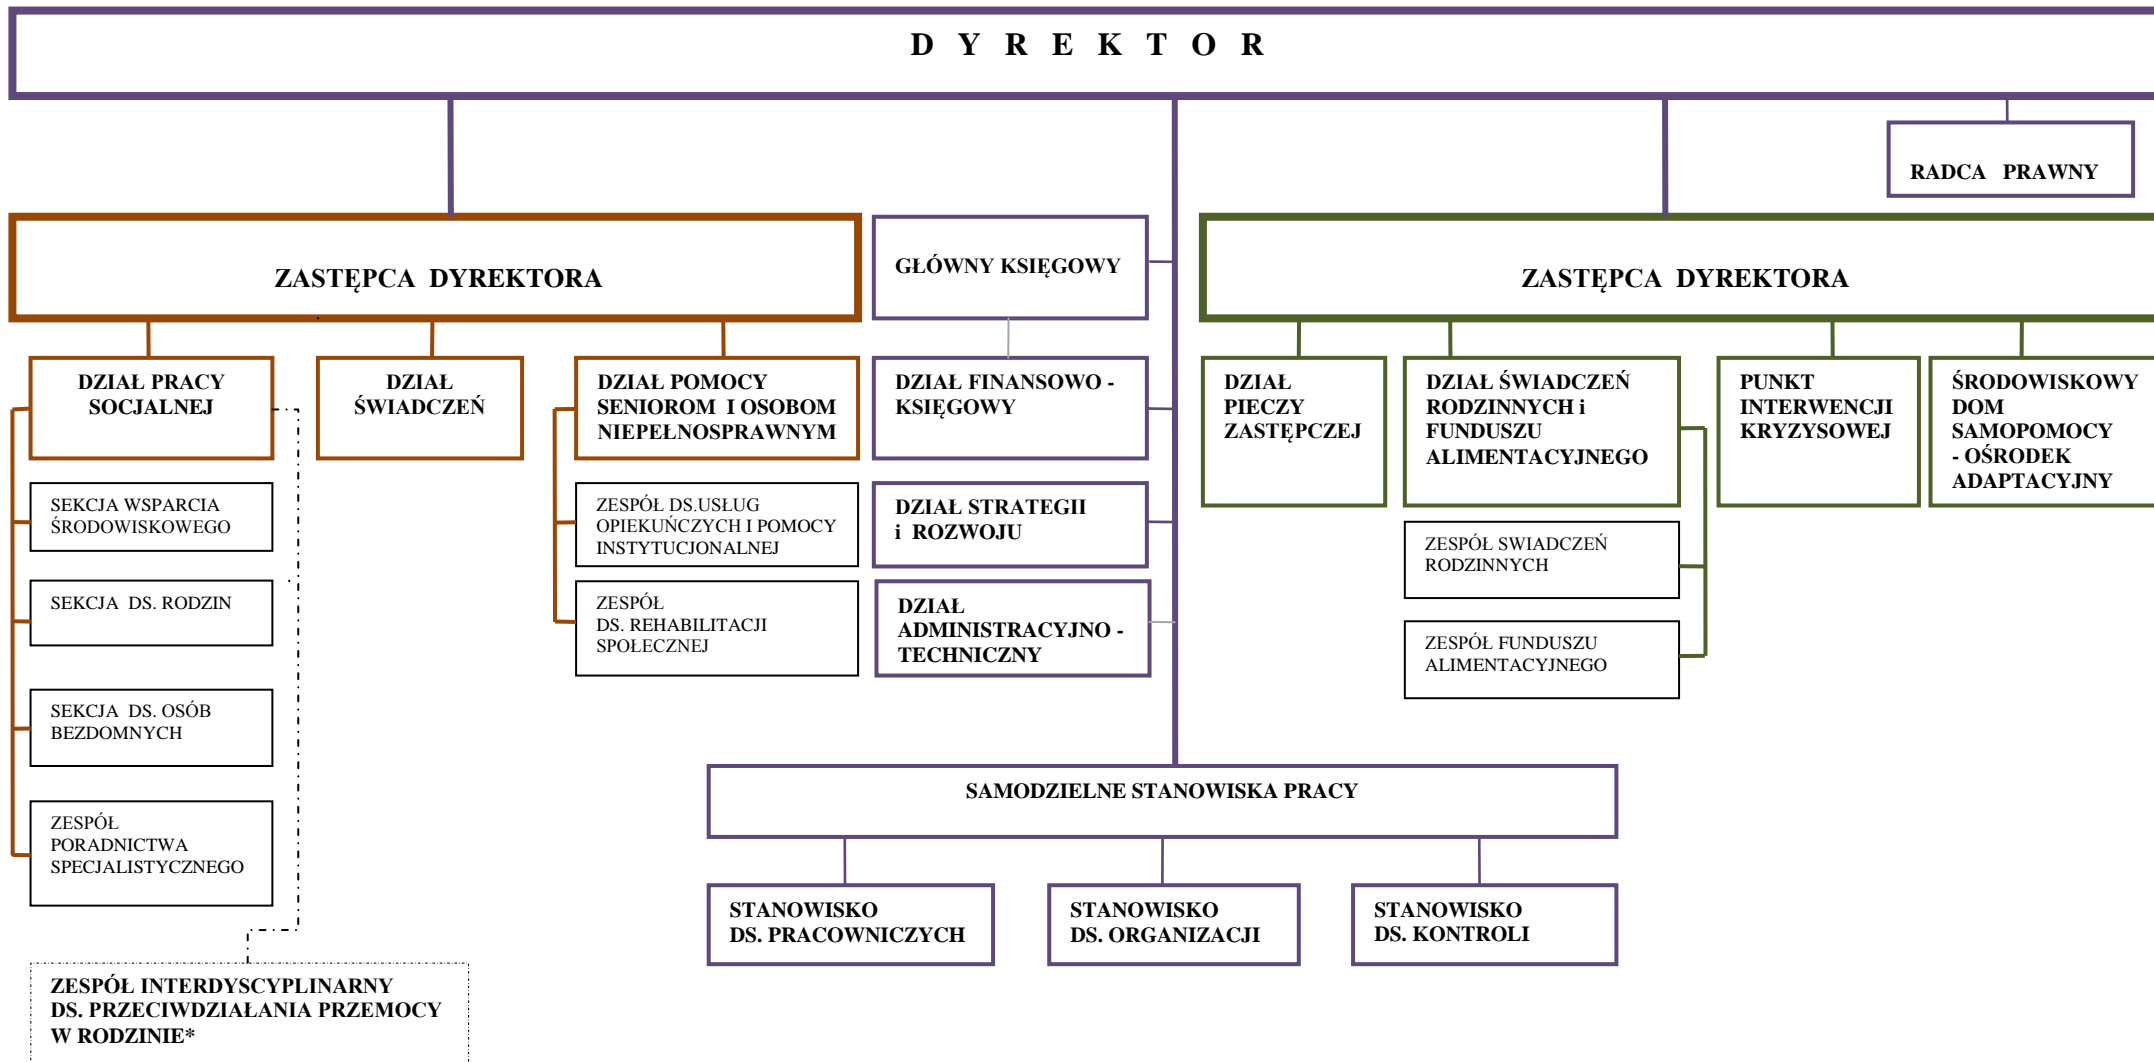 D Y R E K T O R
RADCA PRAWNY
ZASTĘPCA DYREKTORA
GŁÓWNY KSIĘGOWY
ZASTĘPCA DYREKTORA
DZIAŁ PRACY
SOCJALNEJ
DZIAŁ
ŚWIADCZEŃ
DZIAŁ POMOCY
SENIOROM I OSOBOM
NIEPEŁNOSPRAWNYM
DZIAŁ FINANSOWO -
KSIĘGOWY
DZIAŁ
PIECZY
ZASTĘPCZEJ
DZIAŁ ŚWIADCZEŃ
RODZINNYCH i
FUNDUSZU
ALIMENTACYJNEGO
PUNKT
INTERWENCJI
KRYZYSOWEJ
ŚRODOWISKOWY
DOM
SAMOPOMOCY
- OŚRODEK
ADAPTACYJNY
SEKCJA WSPARCIA
ŚRODOWISKOWEGO
ZESPÓŁ DS.USŁUG
OPIEKUŃCZYCH I POMOCY
INSTYTUCJONALNEJ
DZIAŁ STRATEGII
i ROZWOJU
ZESPÓŁ SWIADCZEŃ
RODZINNYCH
SEKCJA DS. RODZIN
ZESPÓŁ
DS. REHABILITACJI
SPOŁECZNEJ
DZIAŁ
ADMINISTRACYJNO -
TECHNICZNY
ZESPÓŁ FUNDUSZU
ALIMENTACYJNEGO
SEKCJA DS. OSÓB
BEZDOMNYCH
SAMODZIELNE STANOWISKA PRACY
ZESPÓŁ
PORADNICTWA
SPECJALISTYCZNEGO
STANOWISKO
DS. PRACOWNICZYCH
STANOWISKO
DS. ORGANIZACJI
STANOWISKO
DS. KONTROLI
ZESPÓŁ INTERDYSCYPLINARNY
DS. PRZECIWDZIAŁANIA PRZEMOCY
W RODZINIE*